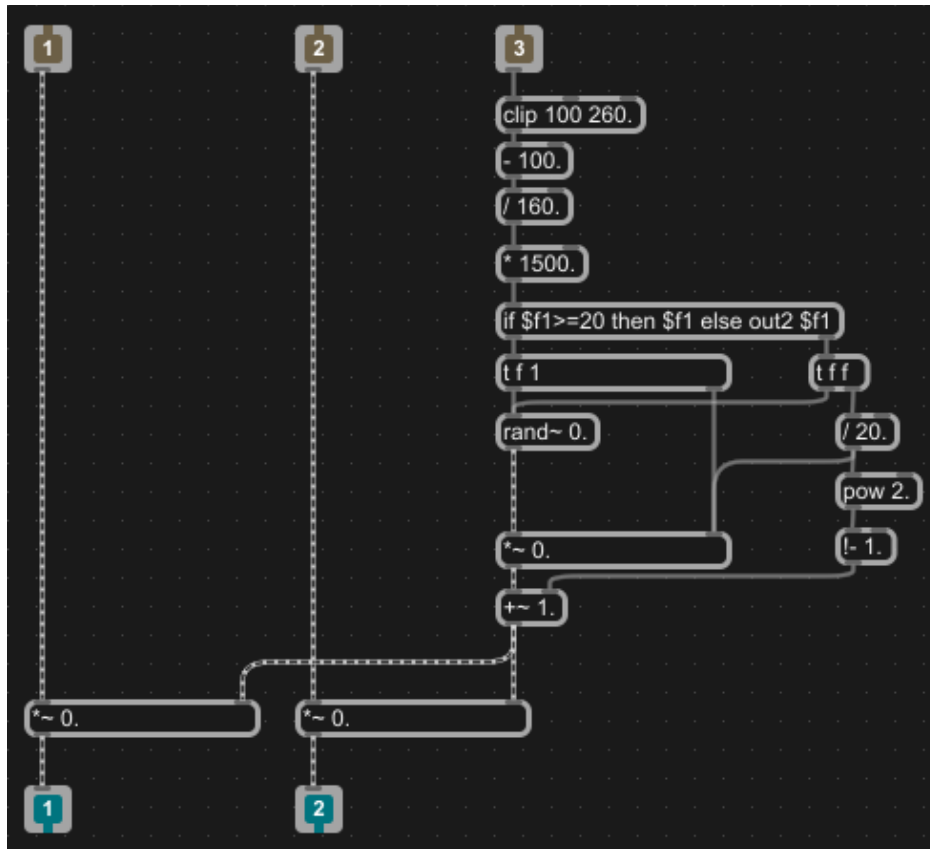 1
2
3
clip 100 260.
- 100.
/ 160.
* 1500.
if $f1>=20 then $f1 else out2 $f1
t f 1
t f f
rand~ 0.
/ 20.
pow 2.
*~ 0.
!- 1.
+~ 1.
*~ 0.
*~ 0.
1
2